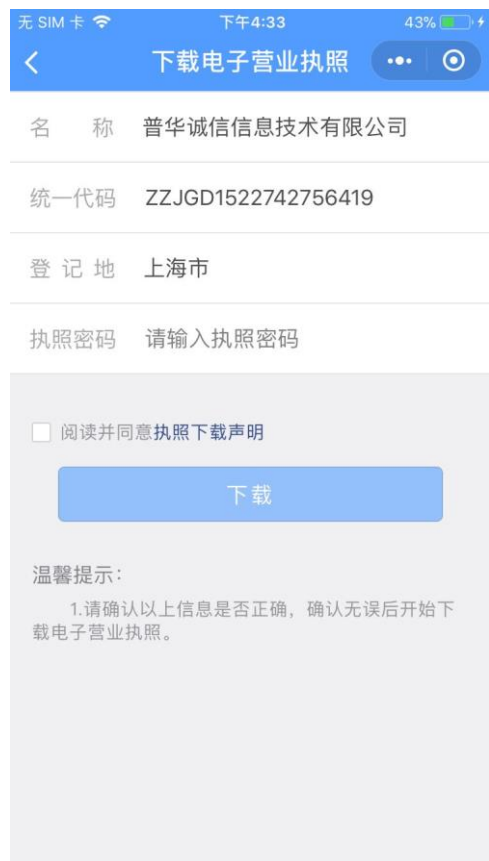 无 SIM 卡 下午4:33 43%
下载电子营业执照
名 称 普华诚信信息技术有限公司
统一代码 ZZJGD1522742756419
登 记 地 上海市
执照密码 请输入执照密码
阅读并同意执照下载声明
下载
温馨提示:
1.请确认以上信息是否正确，确认无误后开始下
载电子营业执照。